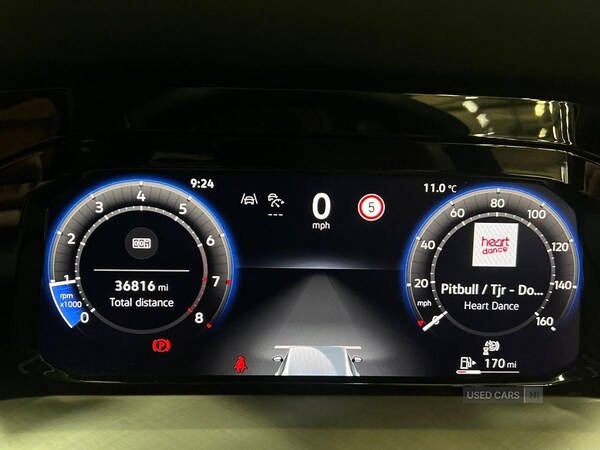 9:24
11.0 °C
0
mph
5
0
1
2
3
4
5
6
7
8
rpm
x1000
36816 mi
Total distance
0
20
40
60
80
100
120
140
160
mph
heart
dance
Pitbull / Tjr - Do...
Heart Dance
(P)
170 mi
USED CARS NI